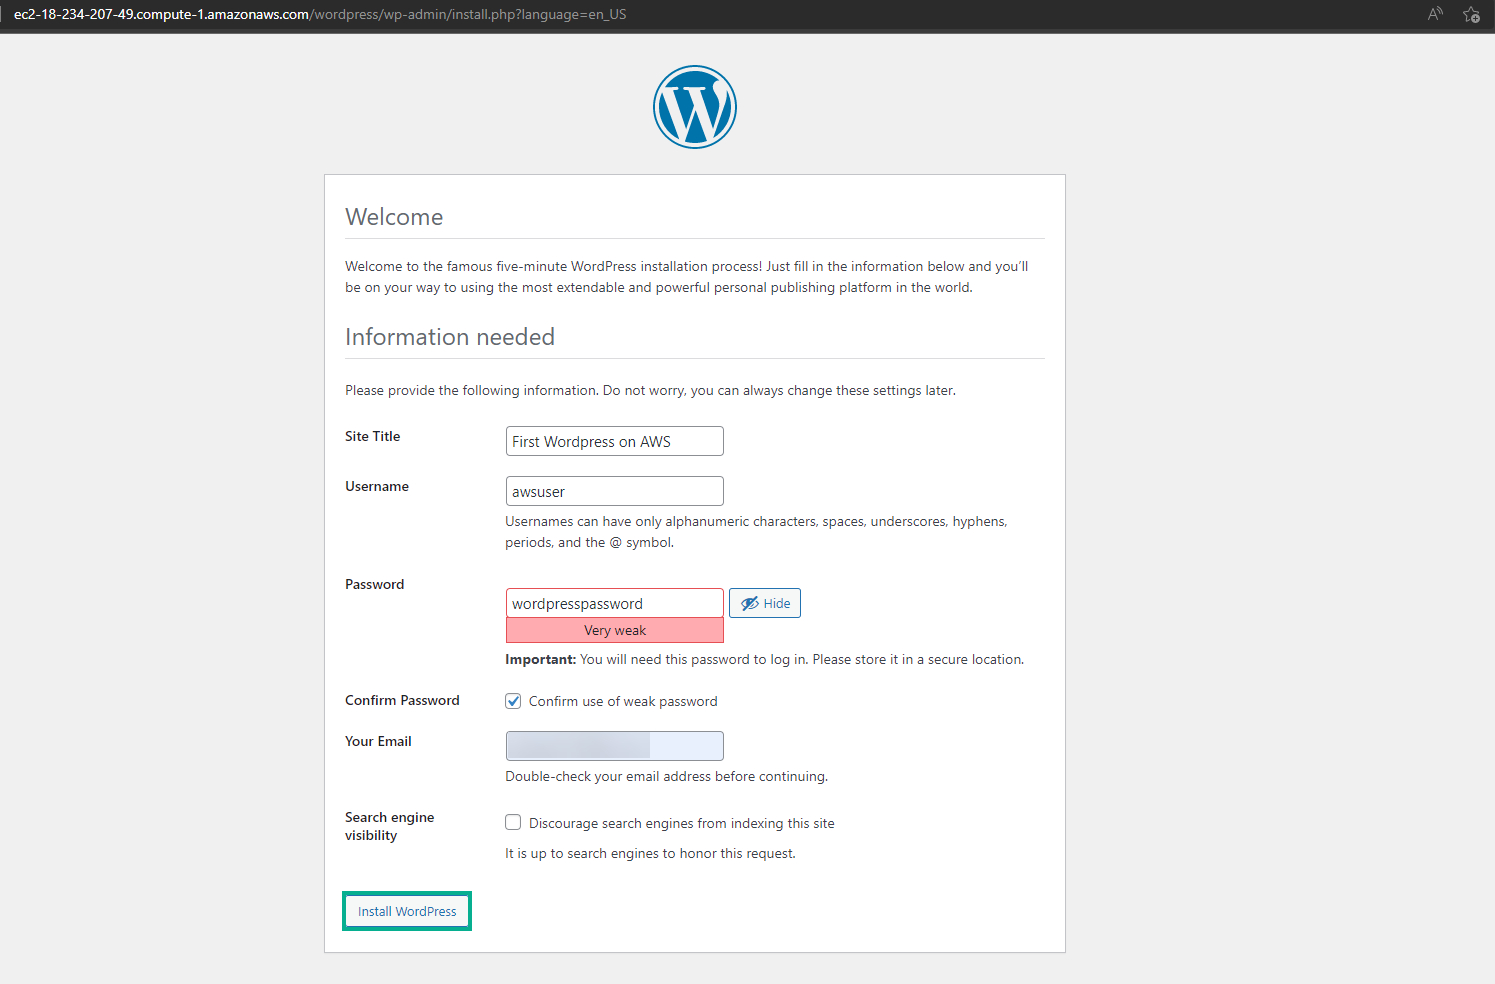 ec2-18-234-207-49.compute-1.amazonaws.com/wordpress/wp-admin/install.php?language=en_US
Welcome
Welcome to the famous five-minute WordPress installation process! Just fill in the information below and you’ll
be on your way to using the most extendable and powerful personal publishing platform in the world.
Information needed
Please provide the following information. Do not worry, you can always change these settings later.
Site Title
First Wordpress on AWS
Username
awsuser
Usernames can have only alphanumeric characters, spaces, underscores, hyphens,
periods, and the @ symbol.
Password
wordpresspassword
Hide
Very weak
Important: You will need this password to log in. Please store it in a secure location.
Confirm Password
Confirm use of weak password
Your Email
Double-check your email address before continuing.
Search engine
visibility
Discourage search engines from indexing this site
It is up to search engines to honor this request.
Install WordPress